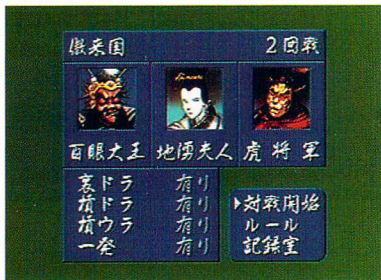 傲来国 2回戦
百眼大王 地湧夫人 虎将軍
裏ドラ 有り
槓ドラ 有り
槓ウラ 有り
一発 有り
対戦開始
ルール
記録室